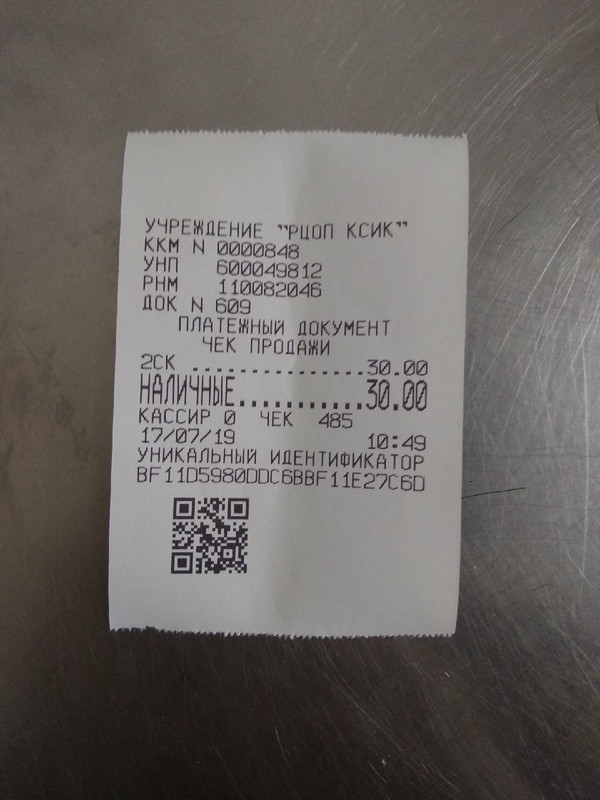 УЧРЕЖДЕНИЕ "РЦОП КСИК"
ККМ N 0000848
УНП 600049812
РНМ 110082046
ДОК N 609
ПЛАТЕЖНЫЙ ДОКУМЕНТ
ЧЕК ПРОДАЖИ
2СК ................30.00
НАЛИЧНЫЕ...........30.00
КАССИР 0 ЧЕК 485
17/07/19 10:49
УНИКАЛЬНЫЙ ИДЕНТИФИКАТОР
BF11D5980DDC6BBF11E27C6D